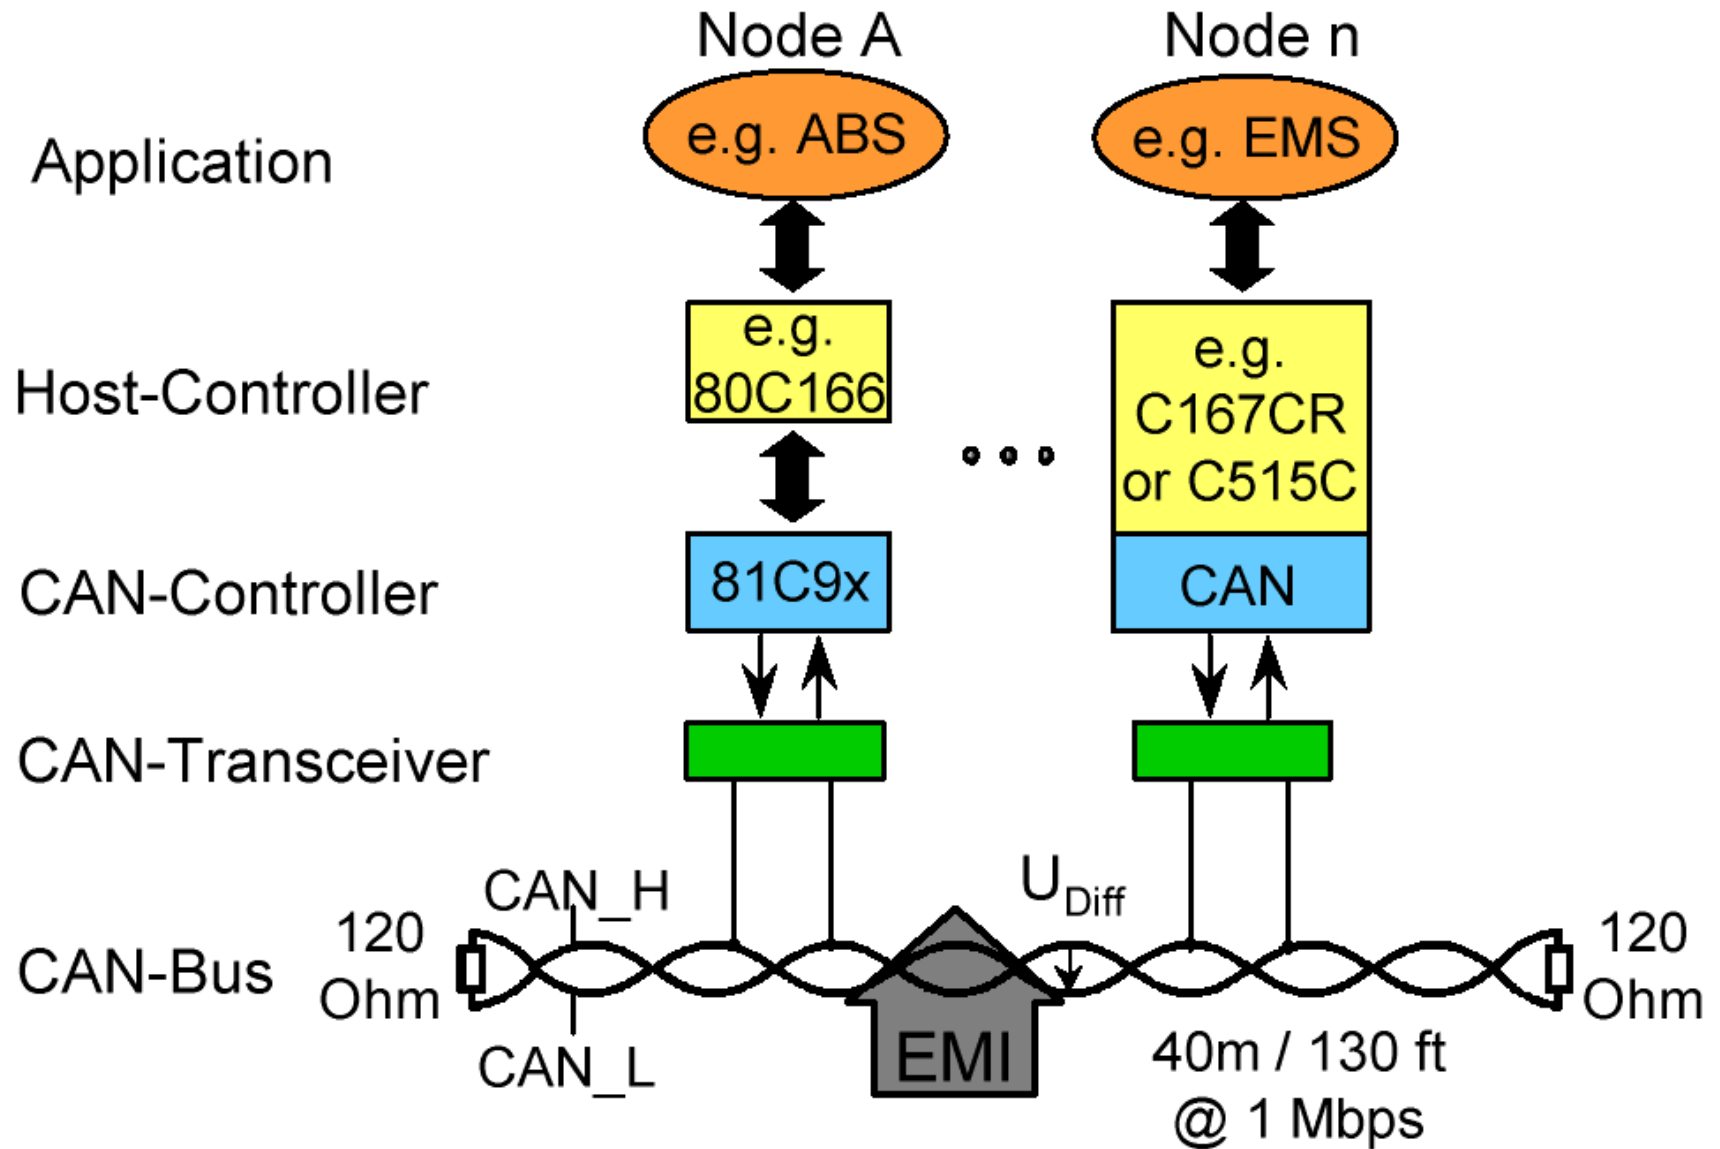 Node A
Node n
Application
e.g. ABS
e.g. EMS
Host-Controller
e.g.
80C166
e.g.
C167CR
or C515C
CAN-Controller
81C9x
CAN
CAN-Transceiver
CAN_H
UDiff
CAN-Bus
120
Ohm
120
Ohm
CAN_L
EMI
40m / 130 ft
@ 1 Mbps